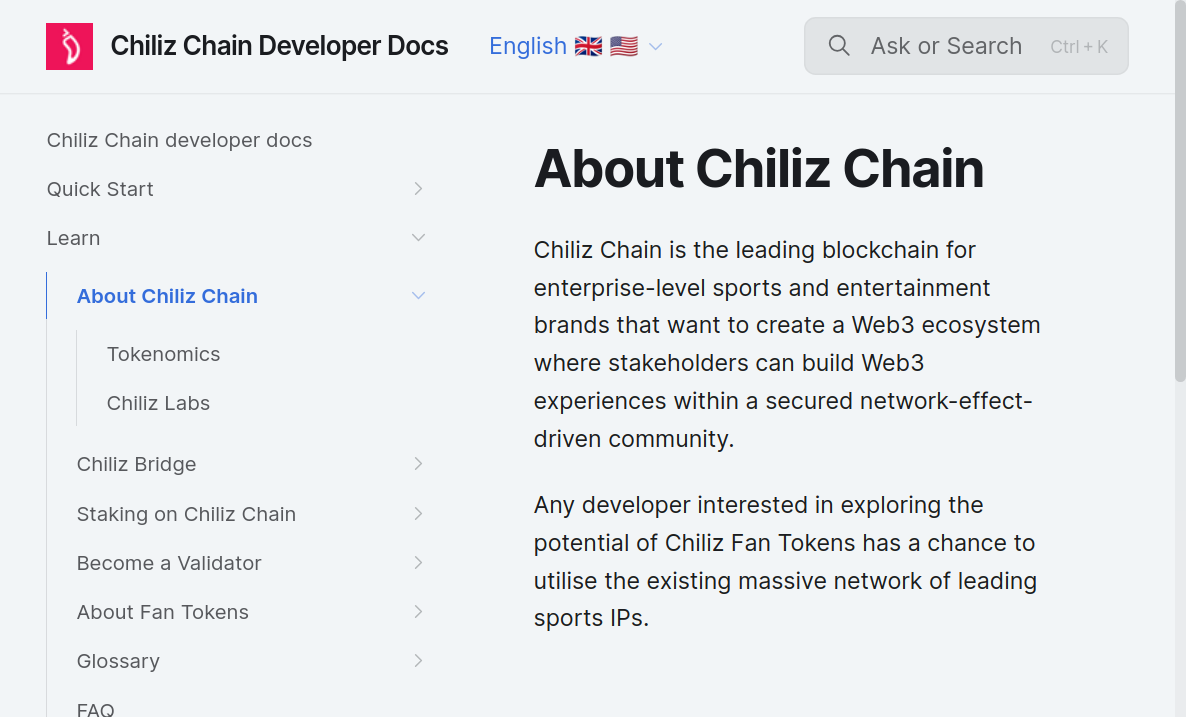 Chiliz Chain Developer Docs
English 🇬🇧 🇺🇸
Ask or Search Ctrl + K
Chiliz Chain developer docs
Quick Start
Learn
About Chiliz Chain
Tokenomics
Chiliz Labs
Chiliz Bridge
Staking on Chiliz Chain
Become a Validator
About Fan Tokens
Glossary
FAQ
About Chiliz Chain
Chiliz Chain is the leading blockchain for
enterprise-level sports and entertainment
brands that want to create a Web3 ecosystem
where stakeholders can build Web3
experiences within a secured network-effect-
driven community.
Any developer interested in exploring the
potential of Chiliz Fan Tokens has a chance to
utilise the existing massive network of leading
sports IPs.